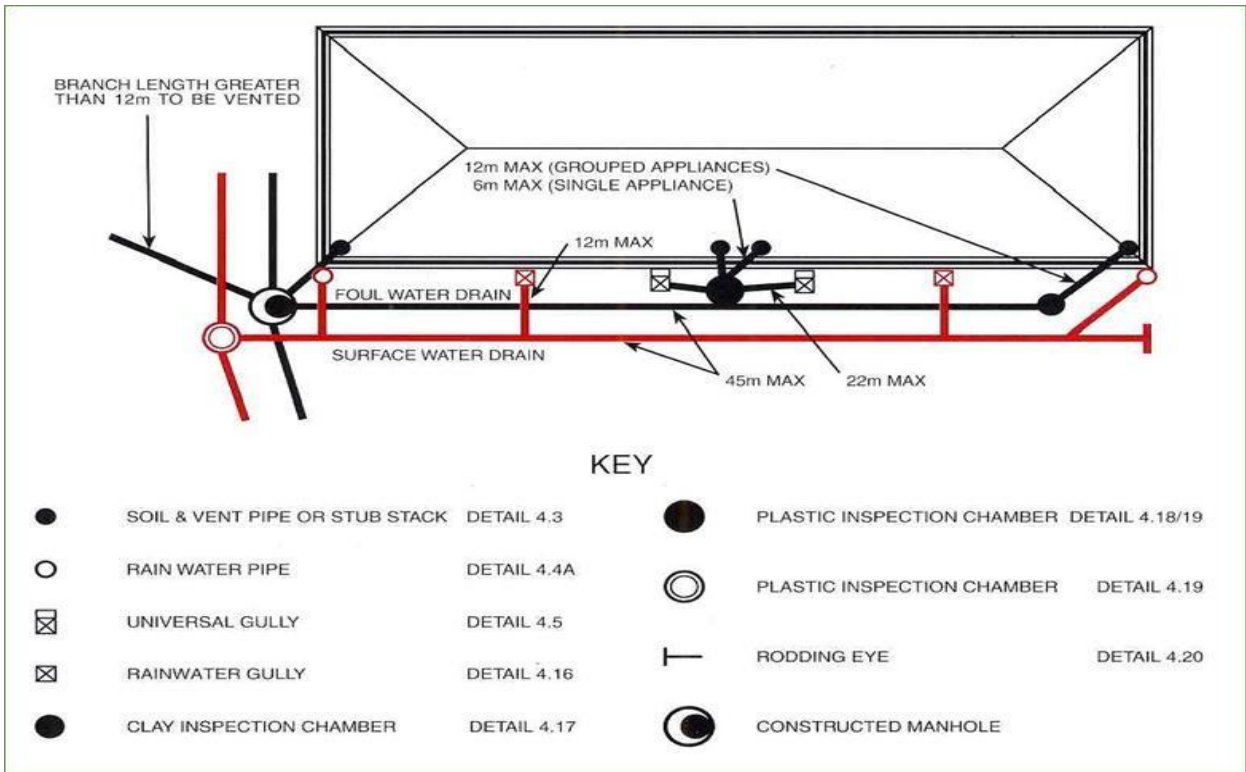 BRANCH LENGTH GREATER
THAN 12m TO BE VENTED
12m MAX (GROUPED APPLIANCES)
6m MAX (SINGLE APPLIANCE)
12m MAX
FOUL WATER DRAIN
SURFACE WATER DRAIN
45m MAX
22m MAX
KEY
SOIL & VENT PIPE OR STUB STACK DETAIL 4.3
RAIN WATER PIPE DETAIL 4.4A
UNIVERSAL GULLY DETAIL 4.5
RAINWATER GULLY DETAIL 4.16
CLAY INSPECTION CHAMBER DETAIL 4.17
PLASTIC INSPECTION CHAMBER DETAIL 4.18/19
PLASTIC INSPECTION CHAMBER DETAIL 4.19
RODDING EYE DETAIL 4.20
CONSTRUCTED MANHOLE